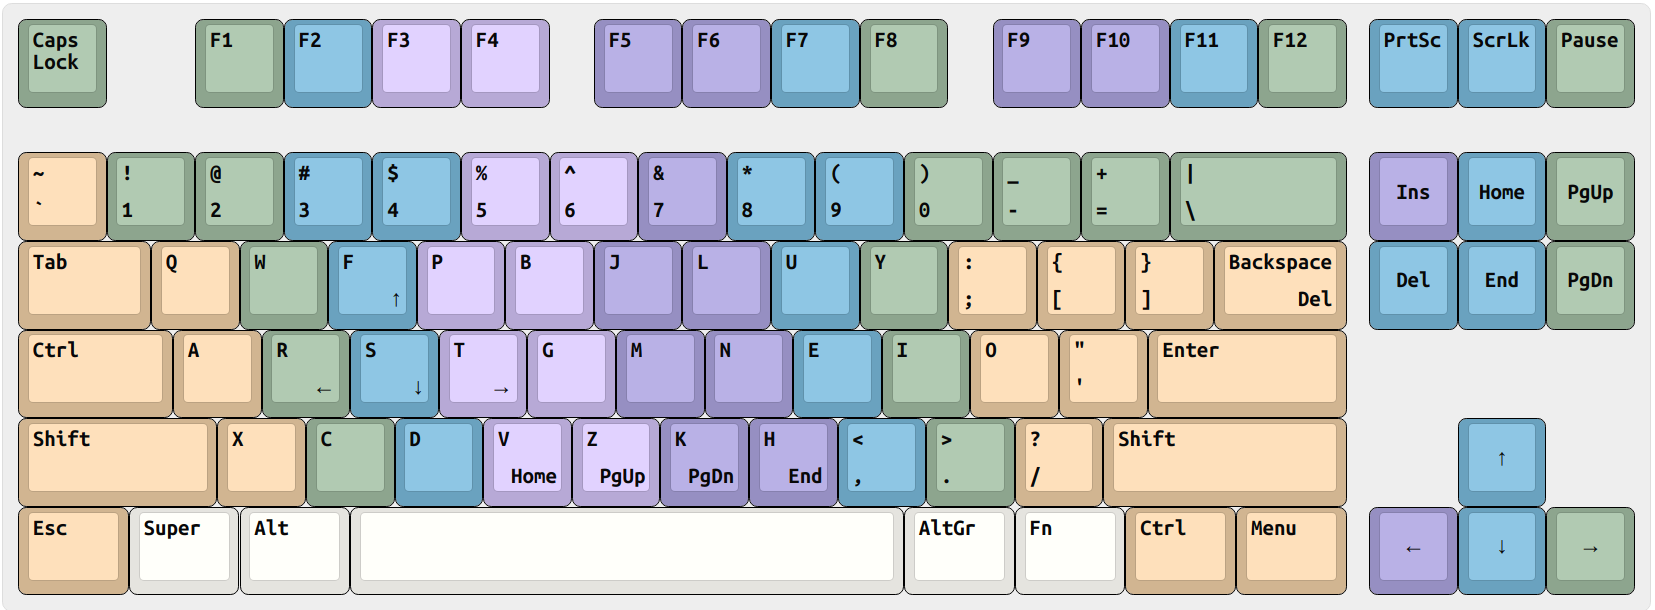 Caps Lock F1 F2 F3 F4 F5 F6 F7 F8 F9 F10 F11 F12 PrtSc ScrLk Pause
~ ! @ # $ % ^ & * ( ) _ + |
` 1 2 3 4 5 6 7 8 9 0 - = \ Ins Home PgUp
Tab Q W F P B J L U Y : { } Backspace
↑ ; [ ] Del Del End PgDn
Ctrl A R S T G M N E I O " Enter
← ↓ → '
Shift X C D V Z K H < > ? Shift
Home PgUp PgDn End , . / ↑
Esc Super Alt AltGr Fn Ctrl Menu
← ↓ →